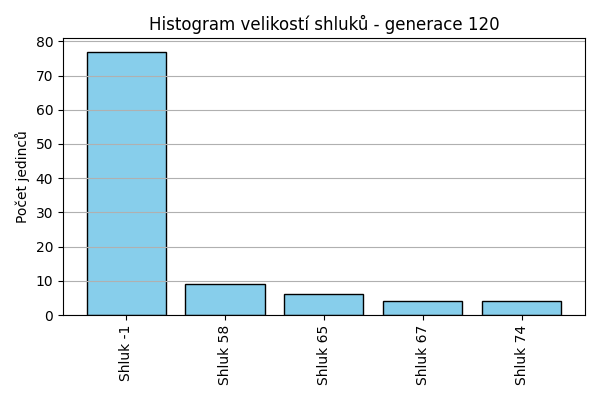 Histogram velikostí shluků - generace 120
Počet jedinců
80
70
60
50
40
30
20
10
0
Shluk -1
Shluk 58
Shluk 65
Shluk 67
Shluk 74